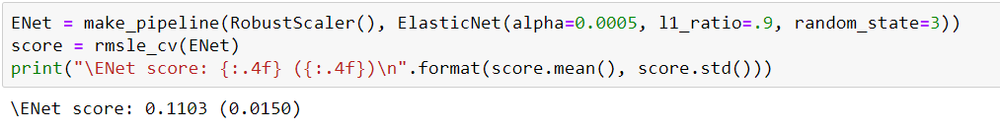 ENet = make_pipeline(RobustScaler(), ElasticNet(alpha=0.0005, l1_ratio=.9, random_state=3))
score = rmsle_cv(ENet)
print("\ENet score: {:.4f} ({:.4f})\n".format(score.mean(), score.std()))
\ENet score: 0.1103 (0.0150)